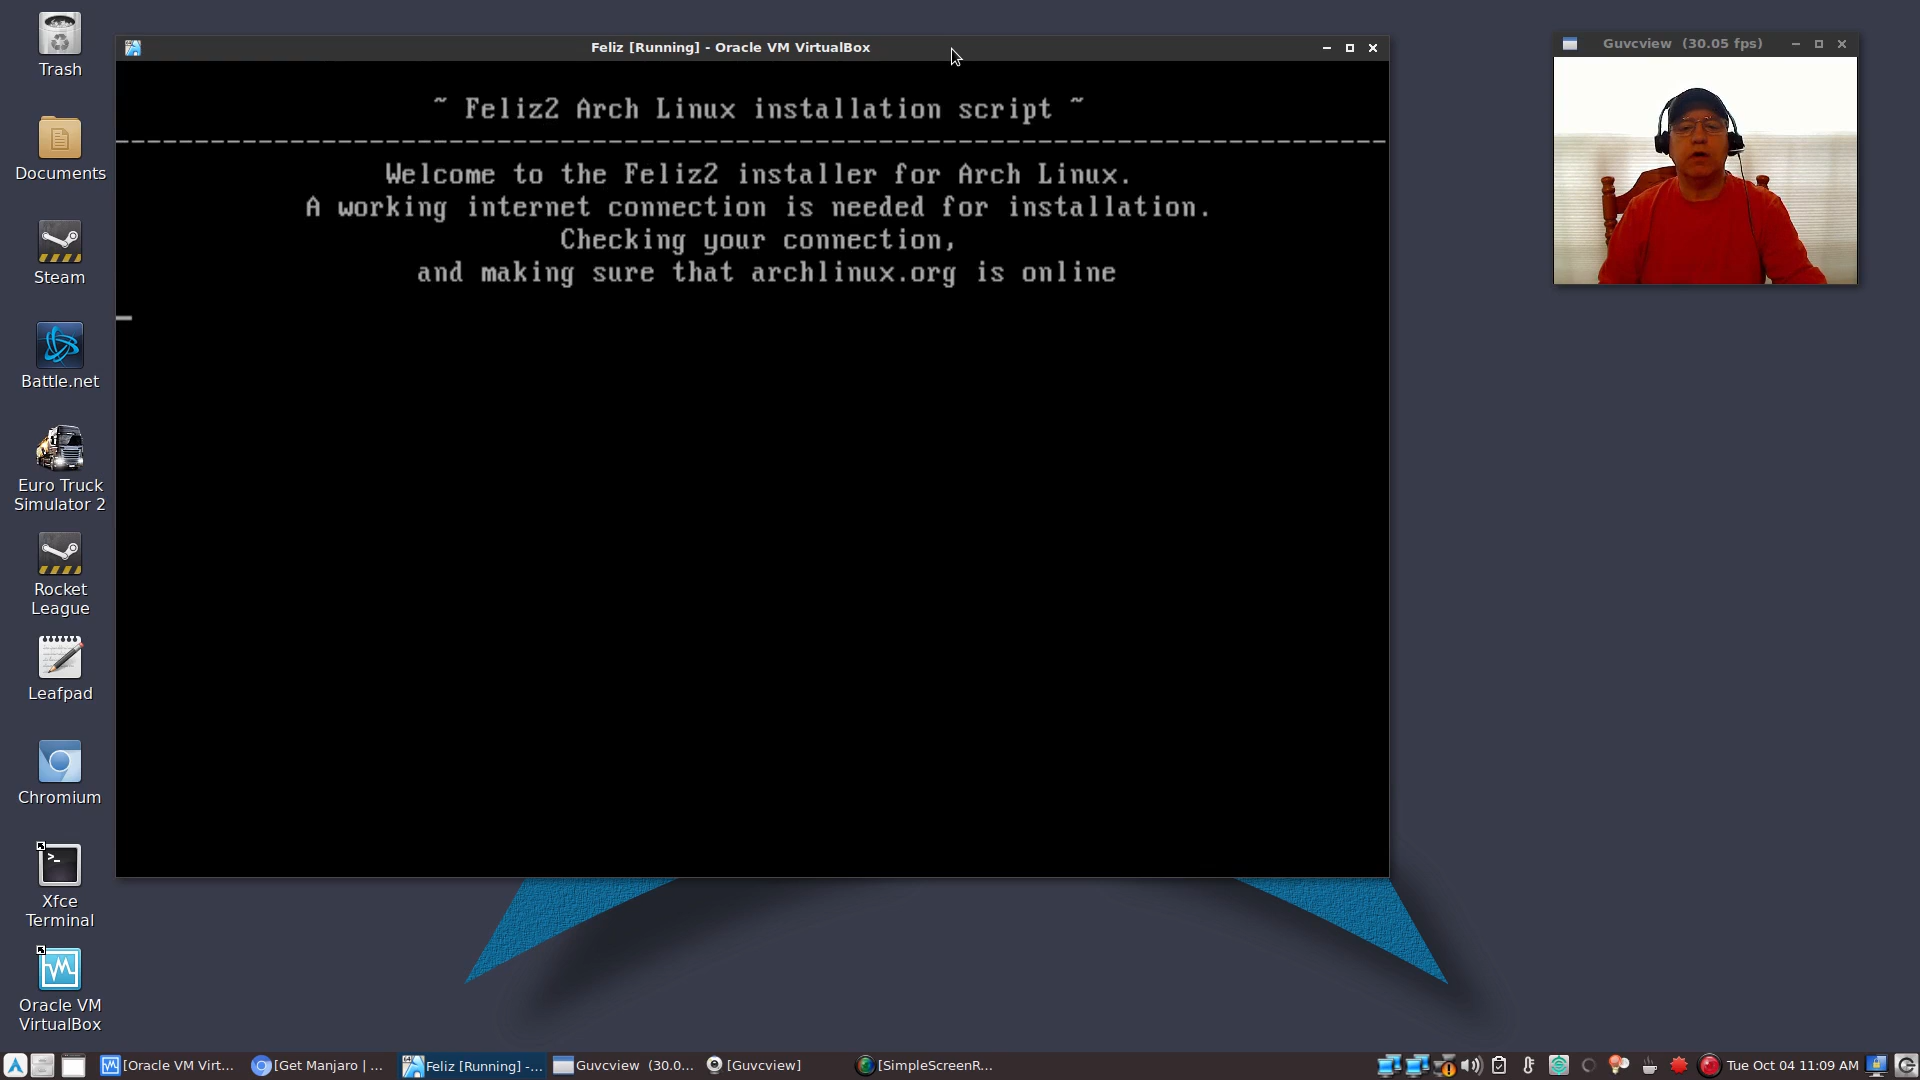 Trash
Documents
Steam
Battle.net
Euro Truck
Simulator 2
Rocket
League
Leafpad
Chromium
Xfce
Terminal
Oracle VM
VirtualBox
Feliz [Running] - Oracle VM VirtualBox
~ Feliz2 Arch Linux installation script ~
Welcome to the Feliz2 installer for Arch Linux.
A working internet connection is needed for installation.
Checking your connection,
and making sure that archlinux.org is online
Guvcview (30.05 fps)
[Oracle VM Virt...
[Get Manjaro | ...
Feliz [Running] -...
Guvcview (30.0...
[Guvcview]
[SimpleScreenR...
Tue Oct 04 11:09 AM